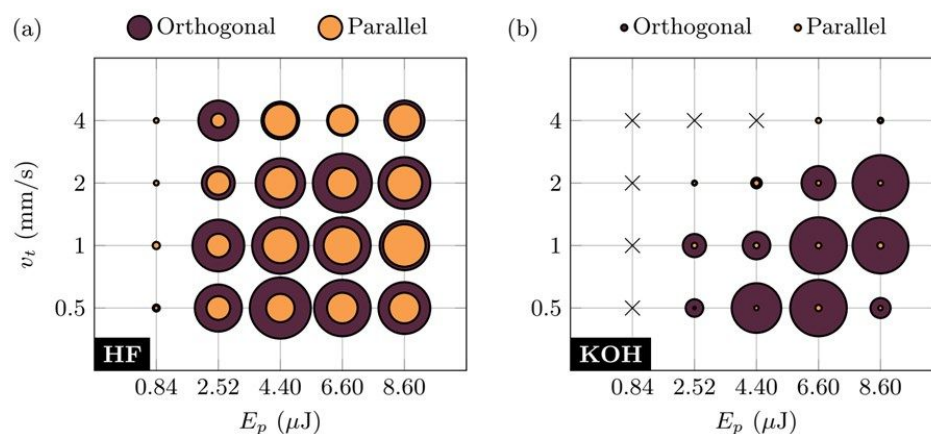 (a) Orthogonal Parallel
4
2
1
0.5
v_t (mm/s)
HF
0.84 2.52 4.40 6.60 8.60
E_p (μJ)
(b) Orthogonal Parallel
4
2
1
0.5
KOH
0.84 2.52 4.40 6.60 8.60
E_p (μJ)